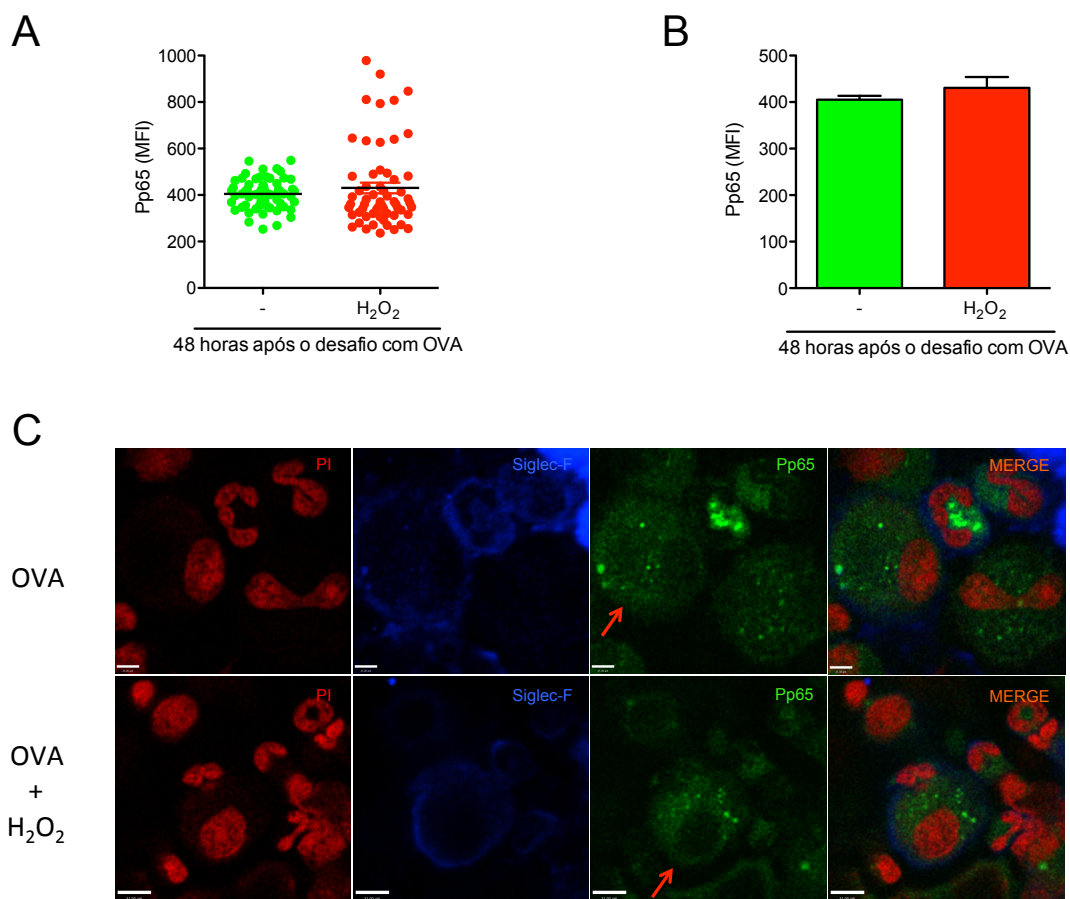 A
B
Pp65 (MFI)
1000
800
600
400
200
0
-
H₂O₂
48 horas após o desafio com OVA
Pp65 (MFI)
500
400
300
200
100
0
-
H₂O₂
48 horas após o desafio com OVA
C
OVA
PI
Siglec-F
Pp65
MERGE
OVA
+
H₂O₂
PI
Siglec-F
Pp65
MERGE